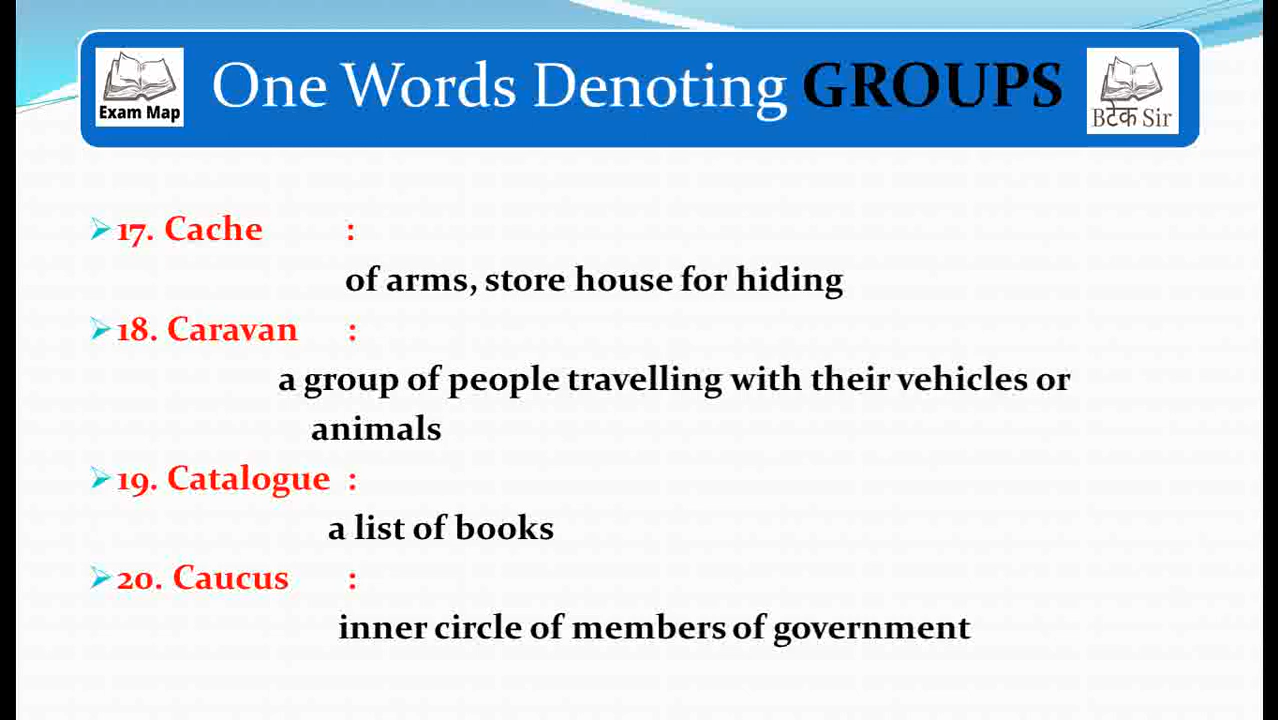 One Words Denoting GROUPS
Exam Map
Bटेक Sir
17. Cache :
of arms, store house for hiding
18. Caravan :
a group of people travelling with their vehicles or
animals
19. Catalogue :
a list of books
20. Caucus :
inner circle of members of government